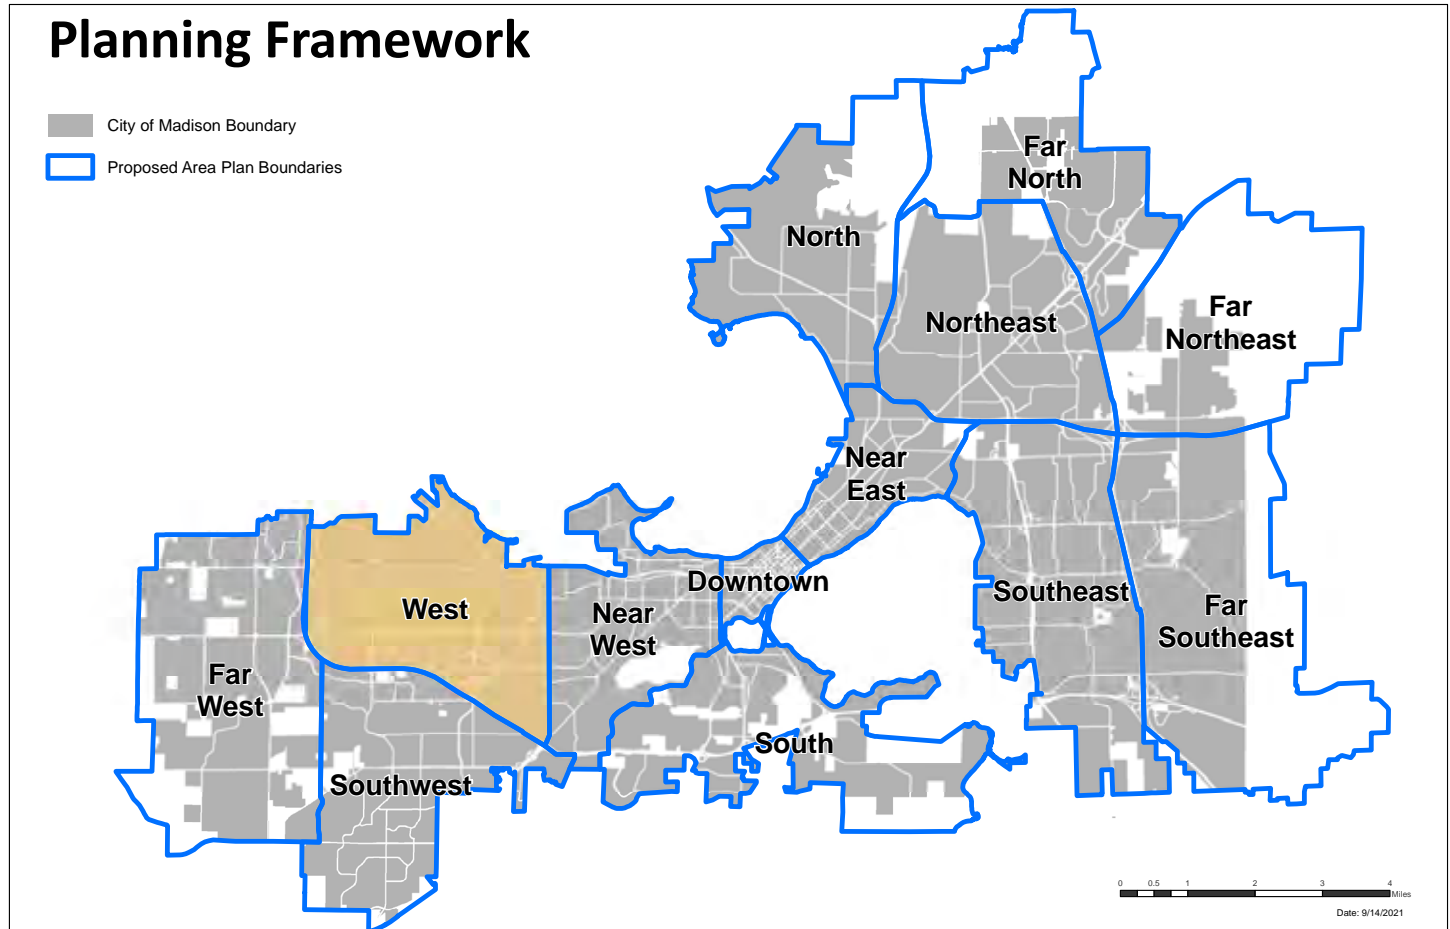 Planning Framework
City of Madison Boundary
Proposed Area Plan Boundaries
Far
North
North
Northeast
Far
Northeast
Near
East
Downtown
West
Near
West
Southeast
Far
Southeast
Far
West
South
Southwest
0 0.5 1 2 3 4
Miles
Date: 9/14/2021